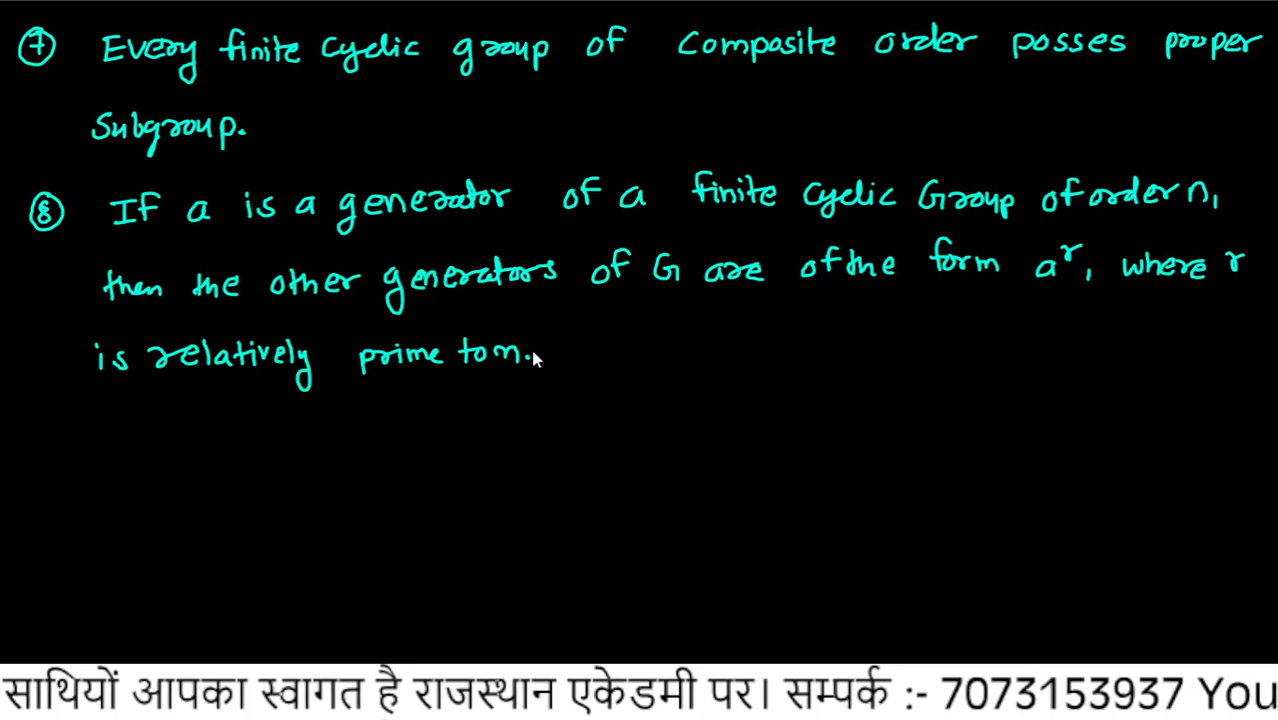 ⑦ Every finite cyclic group of composite order posses proper
Subgroup.
⑧ If a is a generator of a finite cyclic Group of order n,
then the other generators of G are of the form aʳ, where r
is relatively prime to n.
साथियों आपका स्वागत है राजस्थान एकेडमी पर। सम्पर्क :- 7073153937 You